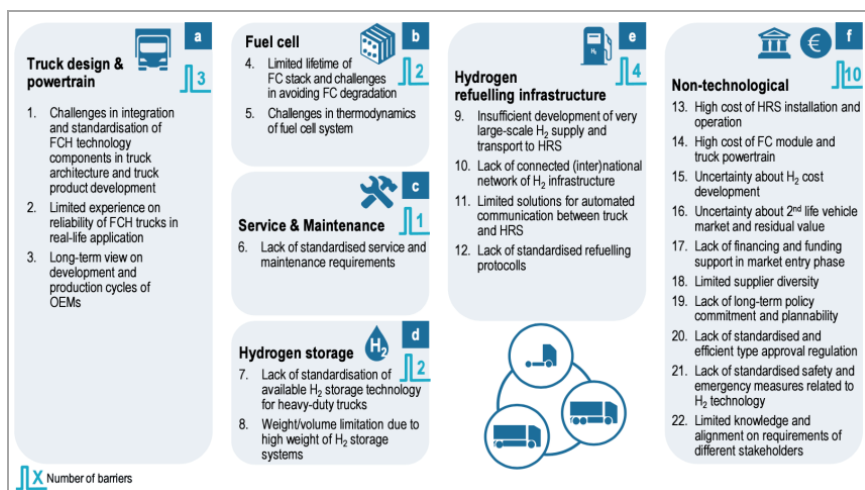 a
Truck design &
powertrain
3
1. Challenges in integration
and standardisation of
FCH technology
components in truck
architecture and truck
product development
2. Limited experience on
reliability of FCH trucks in
real-life application
3. Long-term view on
development and
production cycles of
OEMs
b
Fuel cell
2
4. Limited lifetime of
FC stack and challenges
in avoiding FC degradation
5. Challenges in thermodynamics
of fuel cell system
c
Service & Maintenance
1
6. Lack of standardised service and
maintenance requirements
d
H2
Hydrogen storage
2
7. Lack of standardisation of
available H2 storage technology
for heavy-duty trucks
8. Weight/volume limitation due to
high weight of H2 storage
systems
e
H2
4
Hydrogen
refuelling infrastructure
9. Insufficient development of very
large-scale H2 supply and
transport to HRS
10. Lack of connected (inter)national
network of H2 infrastructure
11. Limited solutions for automated
communication between truck
and HRS
12. Lack of standardised refuelling
protocolls
f
€
10
Non-technological
13. High cost of HRS installation and
operation
14. High cost of FC module and
truck powertrain
15. Uncertainty about H2 cost
development
16. Uncertainty about 2nd life vehicle
market and residual value
17. Lack of financing and funding
support in market entry phase
18. Limited supplier diversity
19. Lack of long-term policy
commitment and plannability
20. Lack of standardised and
efficient type approval regulation
21. Lack of standardised safety and
emergency measures related to
H2 technology
22. Limited knowledge and
alignment on requirements of
different stakeholders
X Number of barriers